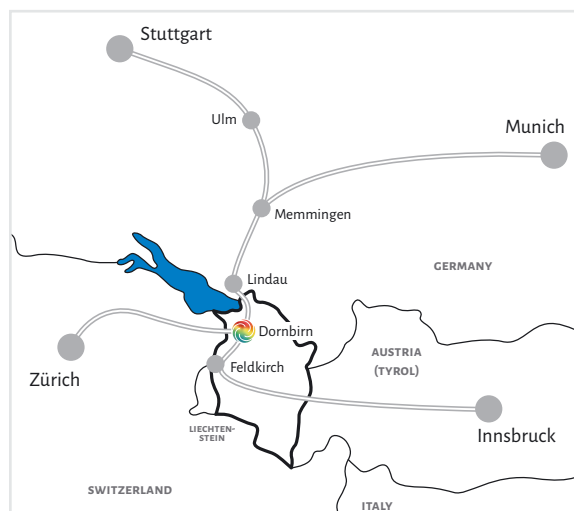 Stuttgart
Ulm
Munich
Memmingen
GERMANY
Lindau
Dornbirn
AUSTRIA
(TYROL)
Feldkirch
Zürich
LIECHTEN-
STEIN
Innsbruck
SWITZERLAND
ITALY